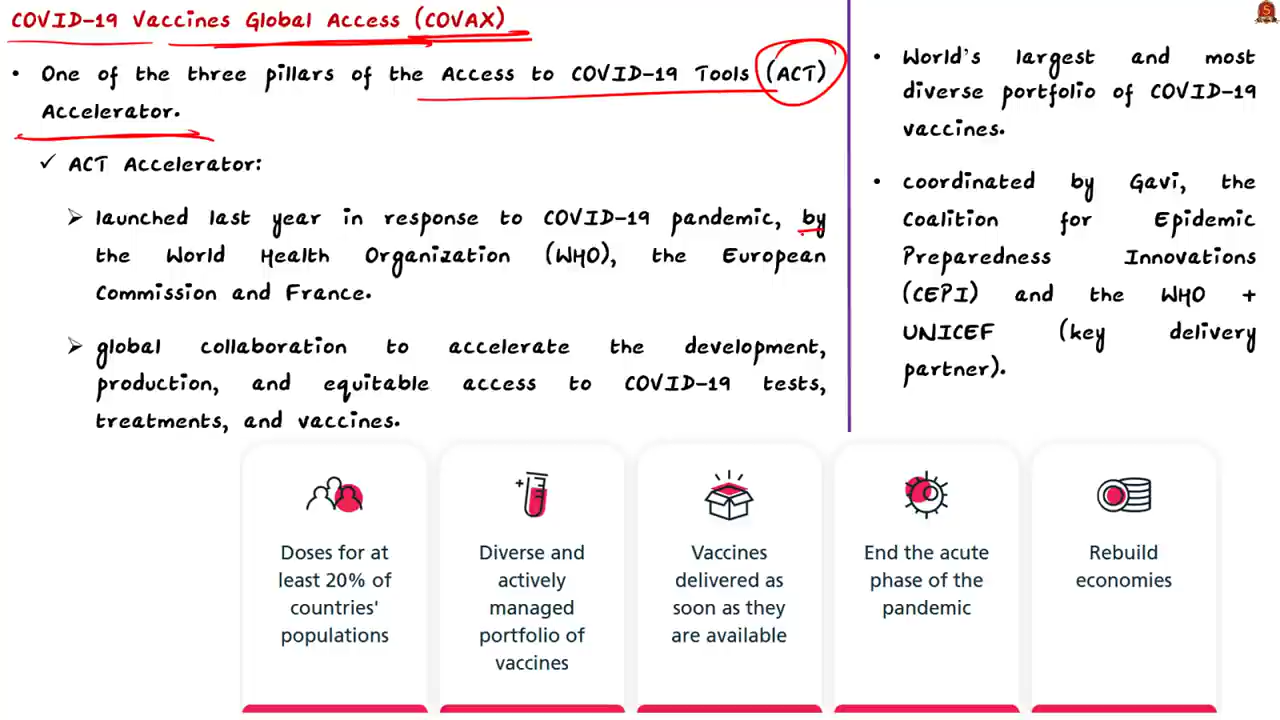 COVID-19 Vaccines Global Access (COVAX)
• One of the three pillars of the Access to COVID-19 Tools (ACT)
Accelerator.
✓ ACT Accelerator:
➢ launched last year in response to COVID-19 pandemic, by
the World Health Organization (WHO), the European
Commission and France.
➢ global collaboration to accelerate the development,
production, and equitable access to COVID-19 tests,
treatments, and vaccines.
• World's largest and most
diverse portfolio of COVID-19
vaccines.
• coordinated by Gavi, the
Coalition for Epidemic
Preparedness Innovations
(CEPI) and the WHO +
UNICEF (key delivery
partner).
Doses for at
least 20% of
countries'
populations
Diverse and
actively
managed
portfolio of
vaccines
Vaccines
delivered as
soon as they
are available
End the acute
phase of the
pandemic
Rebuild
economies